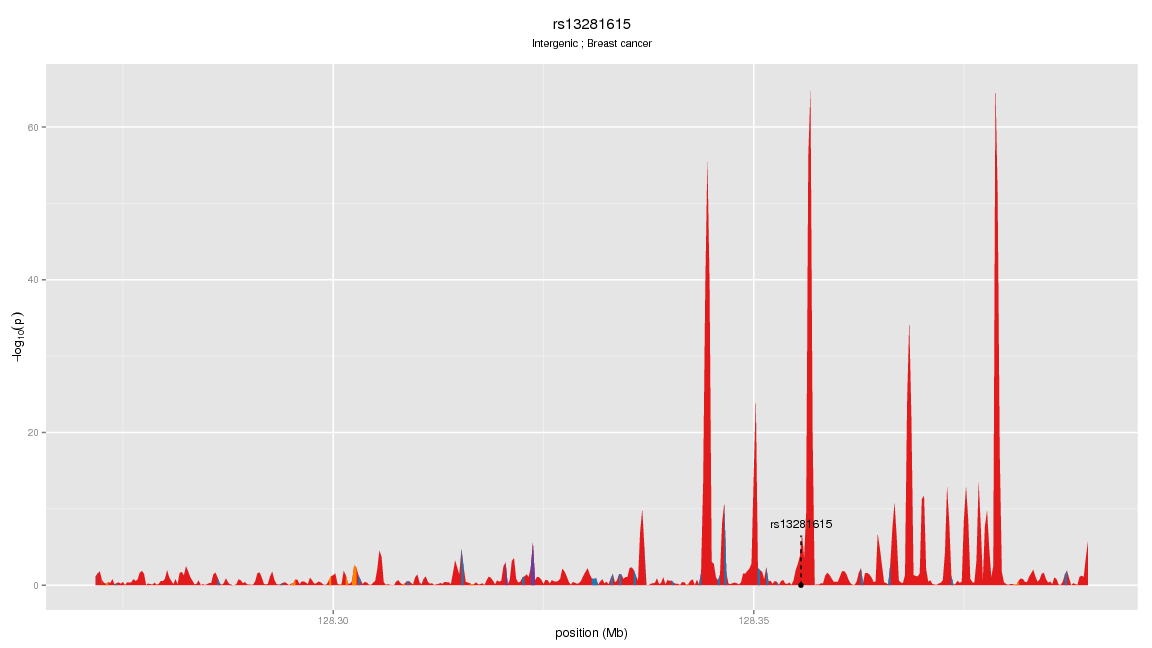 rs13281615
Intergenic ; Breast cancer
60
40
20
0
−log10(p)
rs13281615
128.30
128.35
position (Mb)